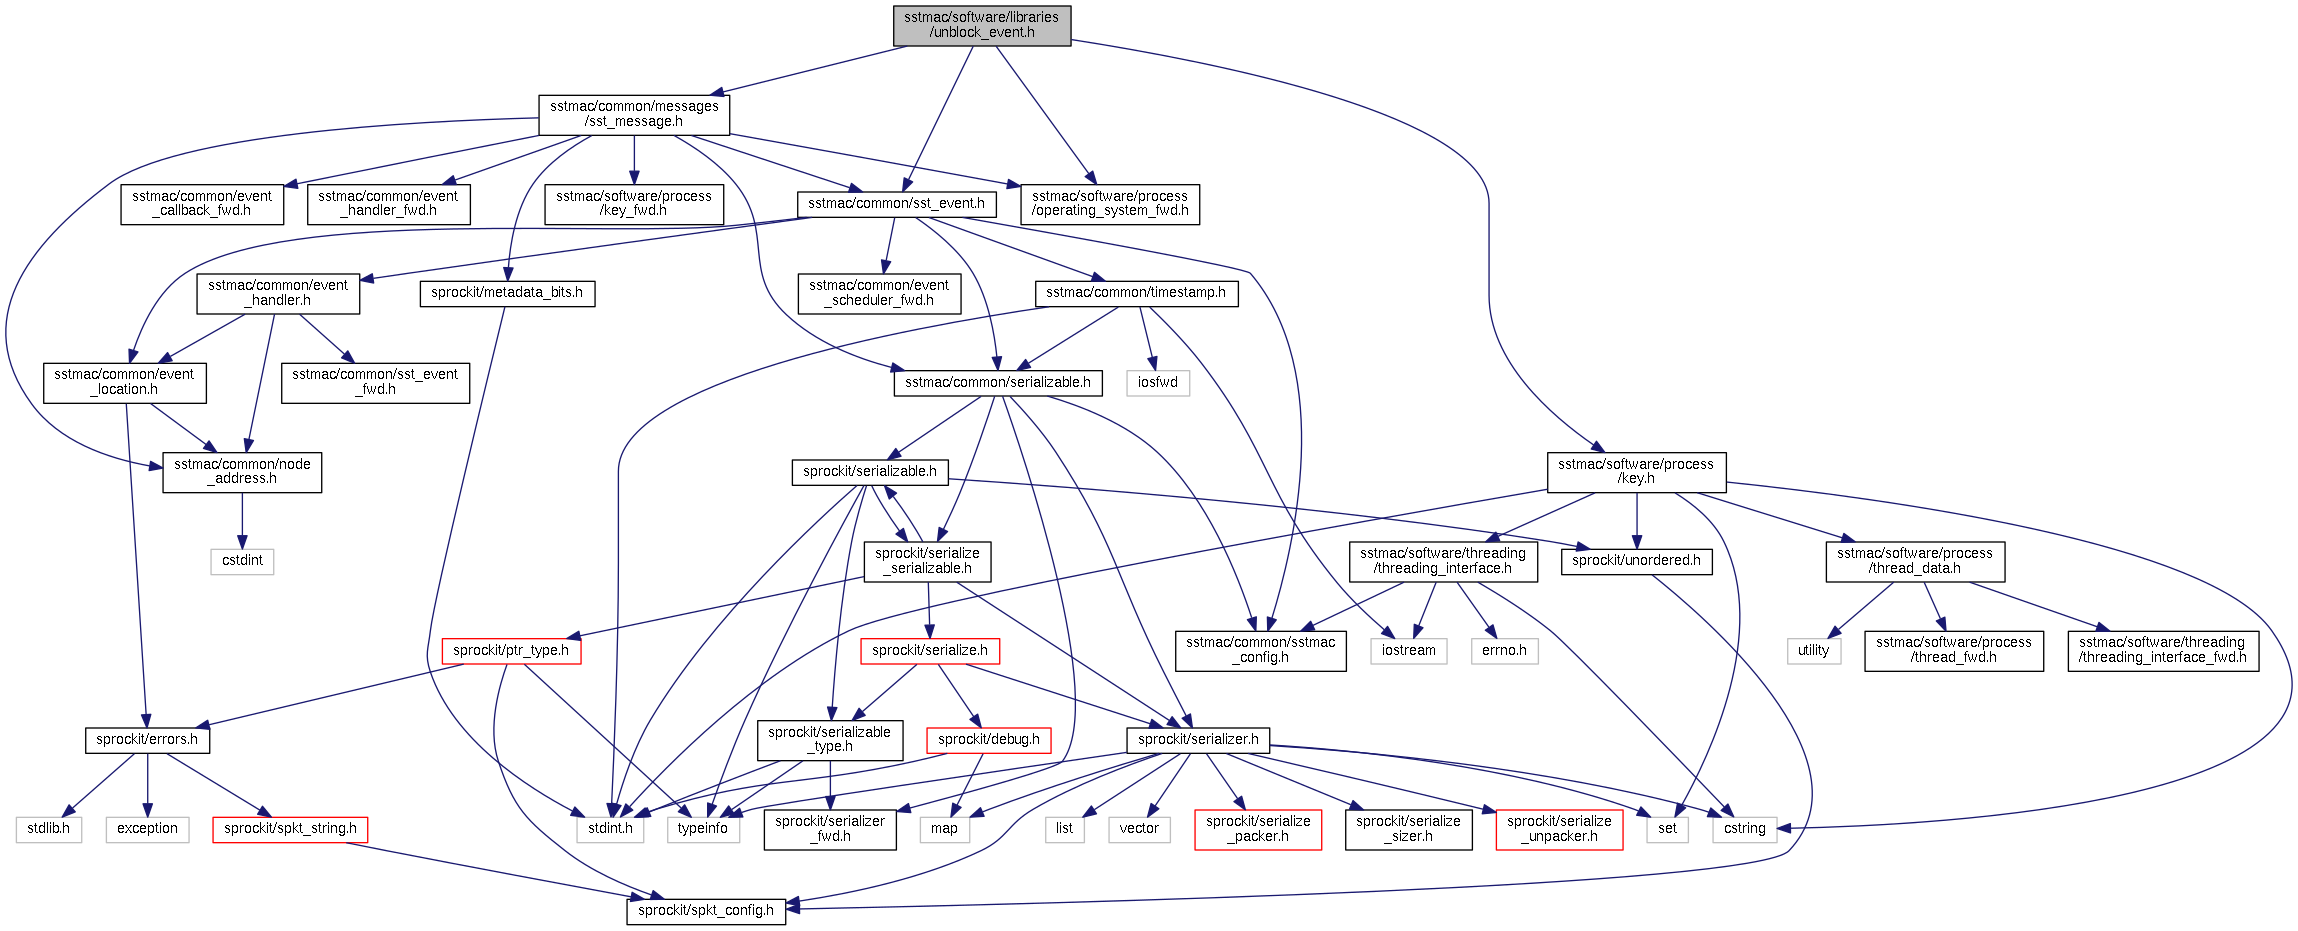 sstmac/software/libraries
/unblock_event.h
sstmac/common/messages
/sst_message.h
sstmac/common/event
_callback_fwd.h
sstmac/common/event
_handler_fwd.h
sstmac/software/process
/key_fwd.h
sstmac/common/sst_event.h
sstmac/software/process
/operating_system_fwd.h
sstmac/common/event
_handler.h
sprockit/metadata_bits.h
sstmac/common/event
_scheduler_fwd.h
sstmac/common/timestamp.h
sstmac/common/event
_location.h
sstmac/common/sst_event
_fwd.h
sstmac/common/serializable.h
iosfwd
sstmac/common/node
_address.h
sprockit/serializable.h
sstmac/software/process
/key.h
cstdint
sprockit/serialize
_serializable.h
sstmac/software/threading
/threading_interface.h
sprockit/unordered.h
sstmac/software/process
/thread_data.h
sprockit/ptr_type.h
sprockit/serialize.h
sstmac/common/sstmac
_config.h
iostream
errno.h
utility
sstmac/software/process
/thread_fwd.h
sstmac/software/threading
/threading_interface_fwd.h
sprockit/errors.h
sprockit/serializable
_type.h
sprockit/debug.h
sprockit/serializer.h
stdlib.h
exception
sprockit/spkt_string.h
stdint.h
typeinfo
sprockit/serializer
_fwd.h
map
list
vector
sprockit/serialize
_packer.h
sprockit/serialize
_sizer.h
sprockit/serialize
_unpacker.h
set
cstring
sprockit/spkt_config.h